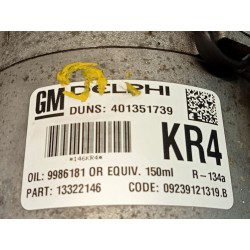 GM DELPHI
DUNS: 401351739
KR4
*146KR4*
OIL: 9986181 OR EQUIV. 150ml R-134a
PART: 13322146 CODE: 09239121319.B